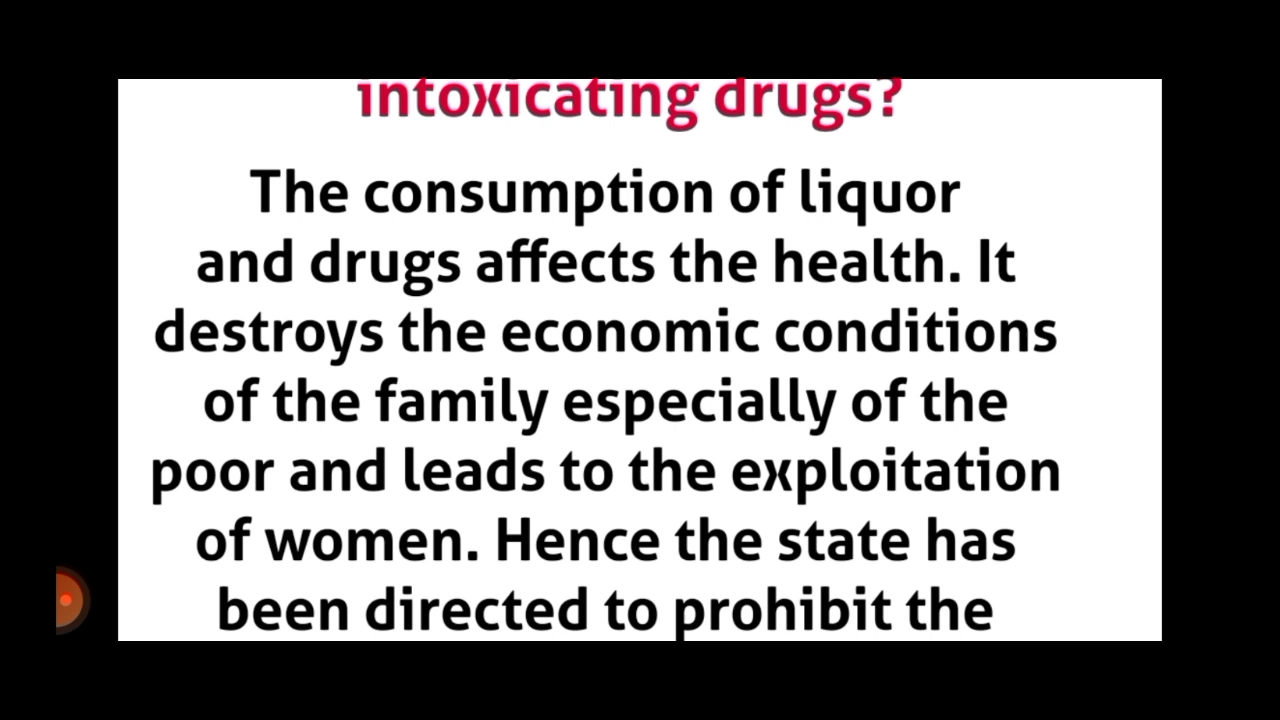 intoxicating drugs?
The consumption of liquor
and drugs affects the health. It
destroys the economic conditions
of the family especially of the
poor and leads to the exploitation
of women. Hence the state has
been directed to prohibit the